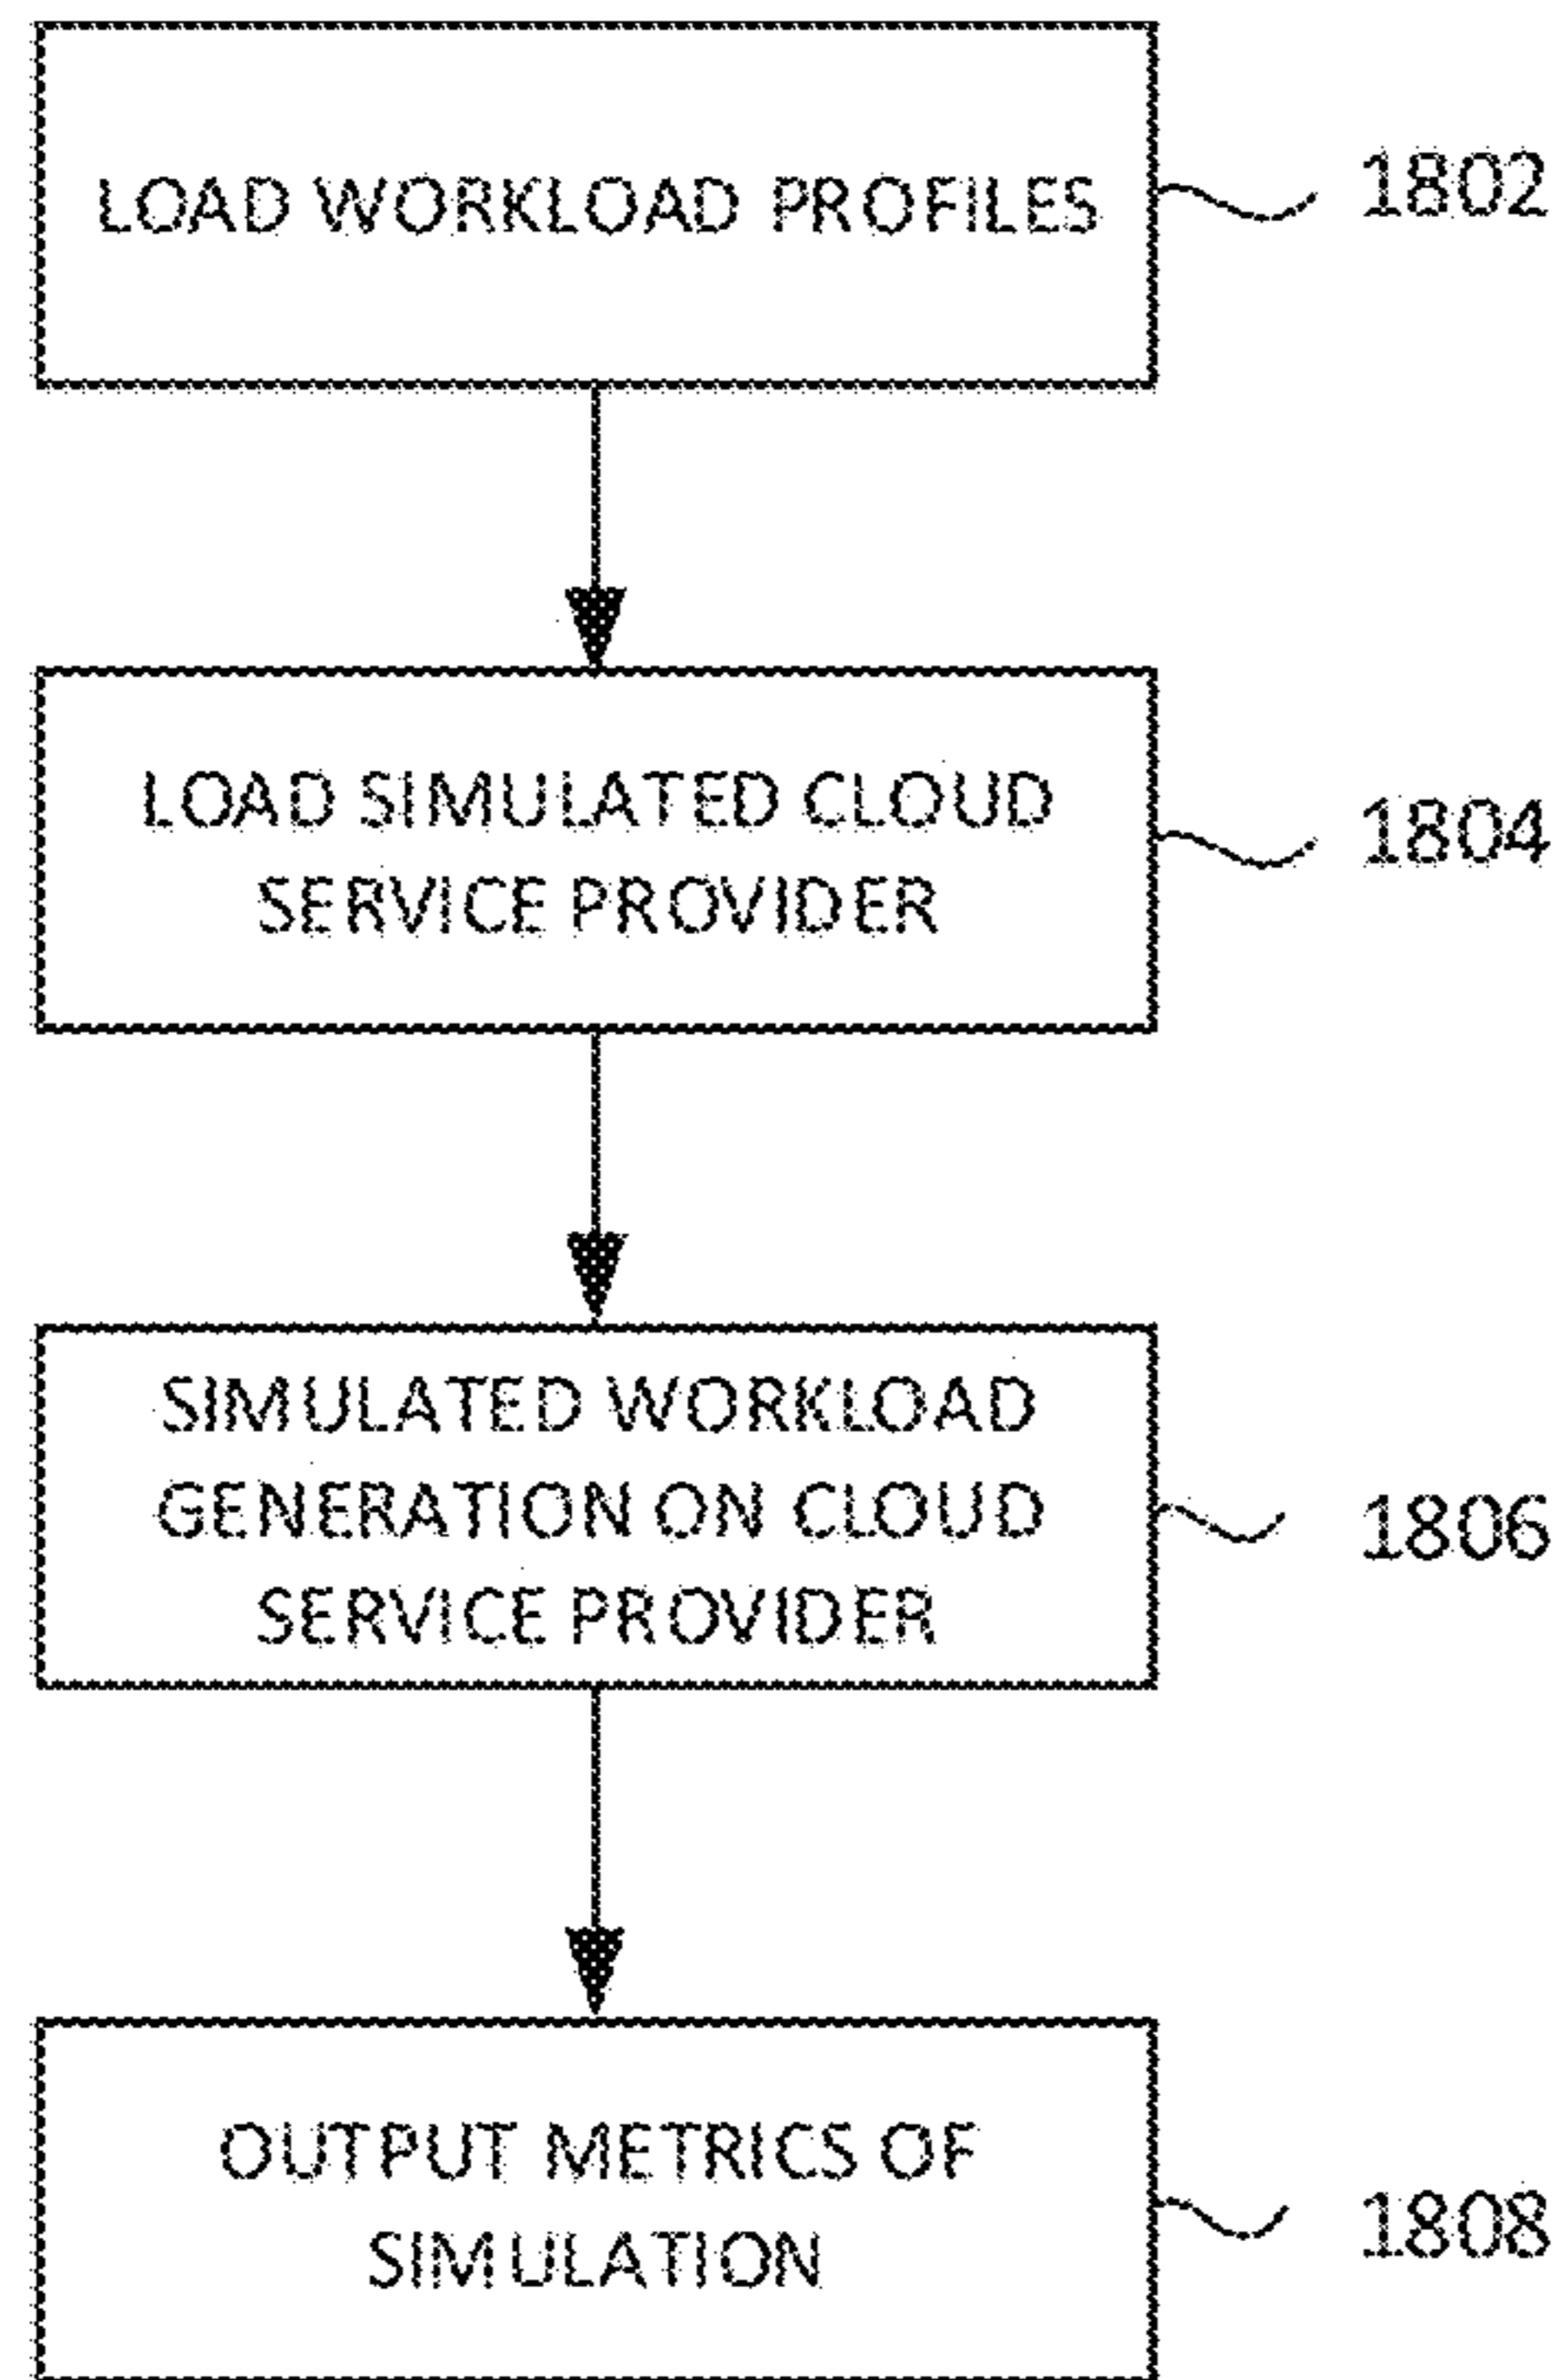 LOAD WORKLOAD PROFILES
1802
LOAD SIMULATED CLOUD
SERVICE PROVIDER
1804
SIMULATED WORKLOAD
GENERATION ON CLOUD
SERVICE PROVIDER
1806
OUTPUT METRICS OF
SIMULATION
1808